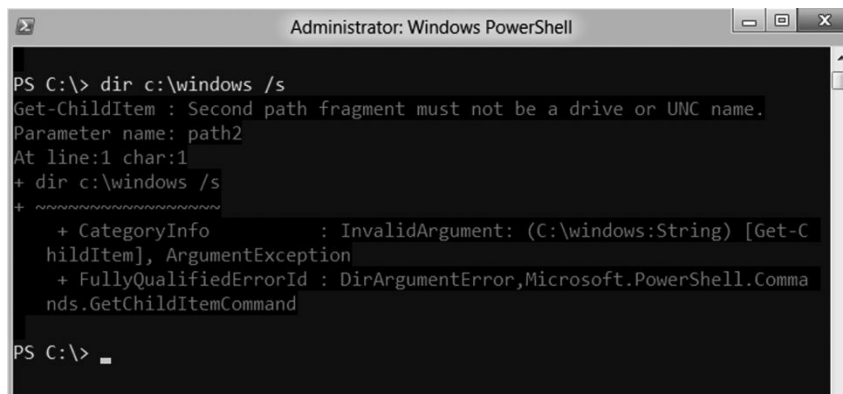 Administrator: Windows PowerShell
PS C:\> dir c:\windows /s
Get-ChildItem : Second path fragment must not be a drive or UNC name.
Parameter name: path2
At line:1 char:1
+ dir c:\windows /s
+ ~~~~~~~~~~~~~~~~~
+ CategoryInfo : InvalidArgument: (C:\windows:String) [Get-C
hildItem], ArgumentException
+ FullyQualifiedErrorId : DirArgumentError,Microsoft.PowerShell.Comma
nds.GetChildItemCommand
PS C:\> _